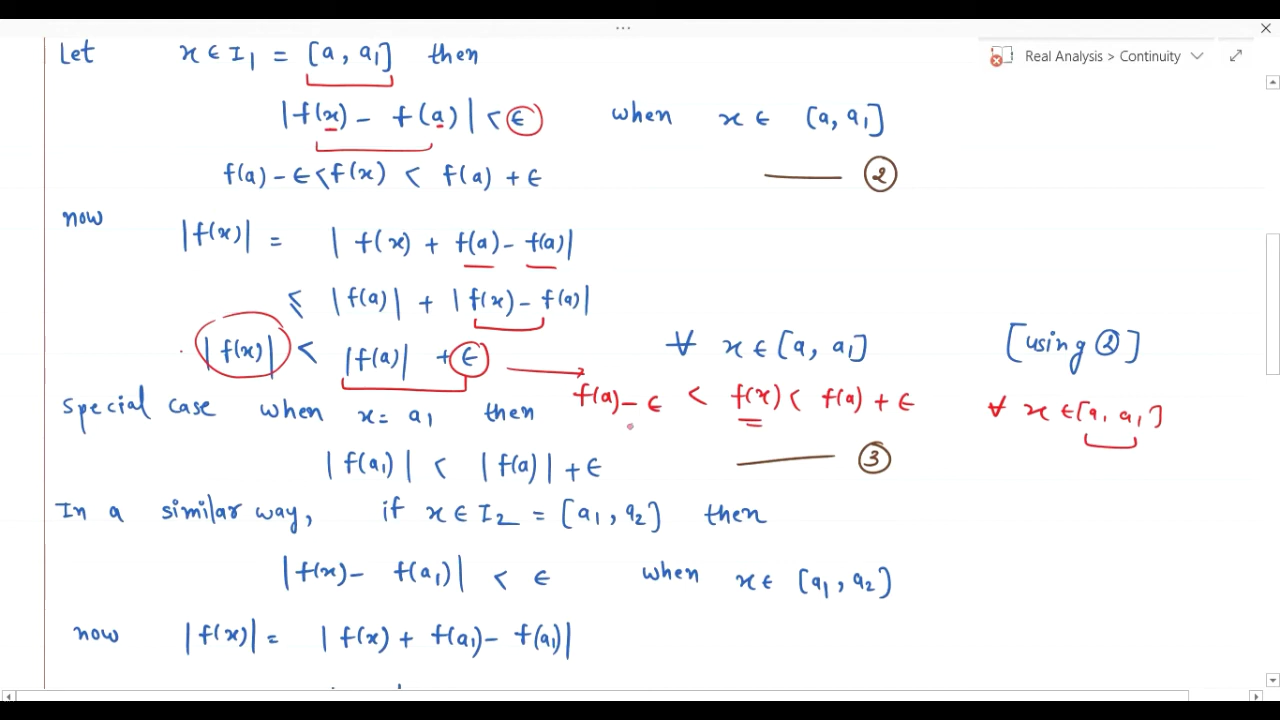 Let x ∈ I₁ = [a, a₁] then
Real Analysis > Continuity
|f(x) - f(a)| < ϵ when x ∈ [a, a₁]
f(a) - ϵ < f(x) < f(a) + ϵ ——— ②
now |f(x)| = | f(x) + f(a) - f(a)|
≤ |f(a)| + |f(x) - f(a)|
|f(x)| < |f(a)| + ϵ ∀ x ∈ [a, a₁] [using ②]
f(a) - ϵ < f(x) < f(a) + ϵ ∀ x ∈ [a, a₁]
Special case when x = a₁ then
|f(a₁)| < |f(a)| + ϵ ——— ③
In a similar way, if x ∈ I₂ = [a₁, a₂] then
|f(x) - f(a₁)| < ϵ when x ∈ [a₁, a₂]
now |f(x)| = | f(x) + f(a₁) - f(a₁)|